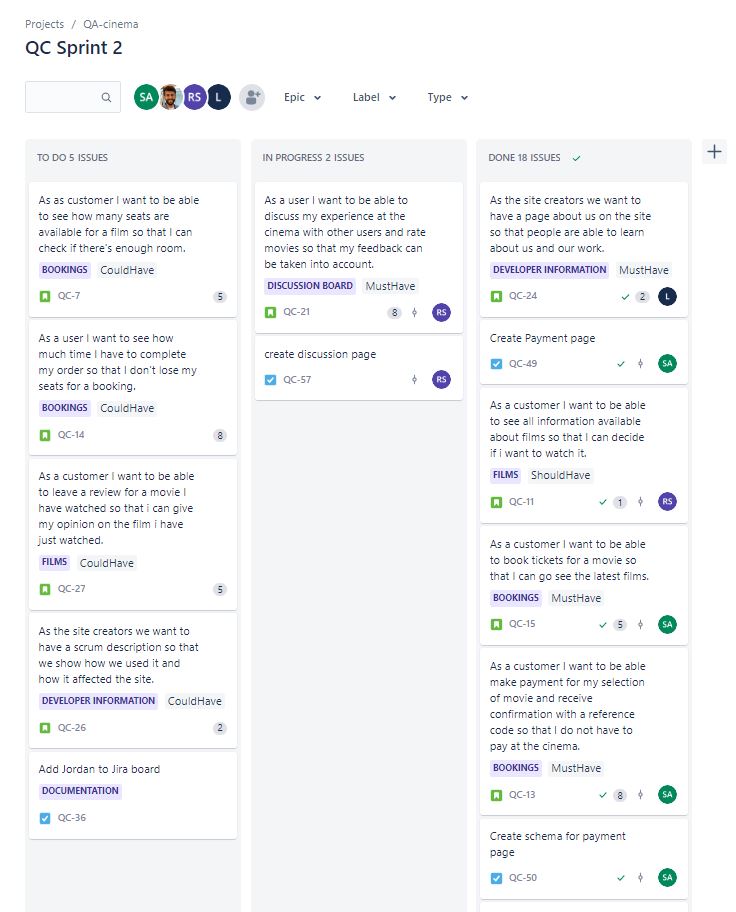 Projects / QA-cinema
QC Sprint 2
SA RS L Epic Label Type
TO DO 5 ISSUES
As as customer I want to be able
to see how many seats are
available for a film so that I can
check if there's enough room.
BOOKINGS CouldHave
QC-7 5
As a user I want to see how
much time I have to complete
my order so that I don't lose my
seats for a booking.
BOOKINGS CouldHave
QC-14 8
As a customer I want to be able
to leave a review for a movie I
have watched so that i can give
my opinion on the film i have
just watched.
FILMS CouldHave
QC-27 5
As the site creators we want to
have a scrum description so that
we show how we used it and
how it affected the site.
DEVELOPER INFORMATION CouldHave
QC-26 2
Add Jordan to Jira board
DOCUMENTATION
QC-36
IN PROGRESS 2 ISSUES
As a user I want to be able to
discuss my experience at the
cinema with other users and rate
movies so that my feedback can
be taken into account.
DISCUSSION BOARD MustHave
QC-21 8 RS
create discussion page
QC-57 RS
DONE 18 ISSUES
As the site creators we want to
have a page about us on the site
so that people are able to learn
about us and our work.
DEVELOPER INFORMATION MustHave
QC-24 2 L
Create Payment page
QC-49 SA
As a customer I want to be able
to see all information available
about films so that I can decide
if i want to watch it.
FILMS ShouldHave
QC-11 1 RS
As a customer I want to be able
to book tickets for a movie so
that I can go see the latest films.
BOOKINGS MustHave
QC-15 5 SA
As a customer I want to be able
make payment for my selection
of movie and receive
confirmation with a reference
code so that I do not have to
pay at the cinema.
BOOKINGS MustHave
QC-13 8 SA
Create schema for payment
page
QC-50 SA